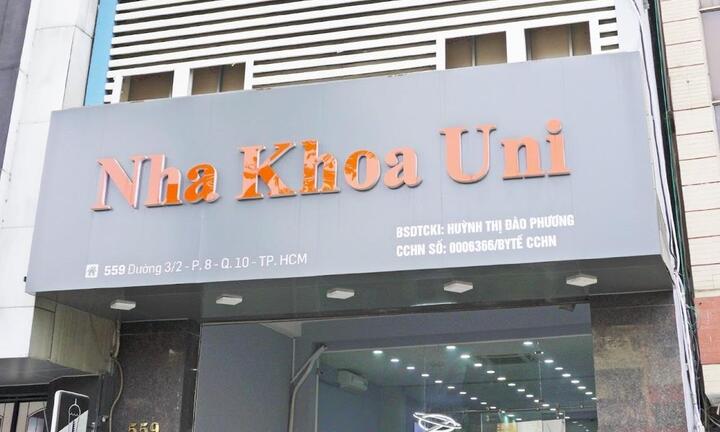 Nha Khoa Uni
BSDTCKI: HUỲNH THỊ ĐÀO PHƯƠNG
CCHN SỐ: 0006366/BYTẾ CCHN
559 Đường 3/2 - P, 8 - Q. 10 - TP. HCM
559